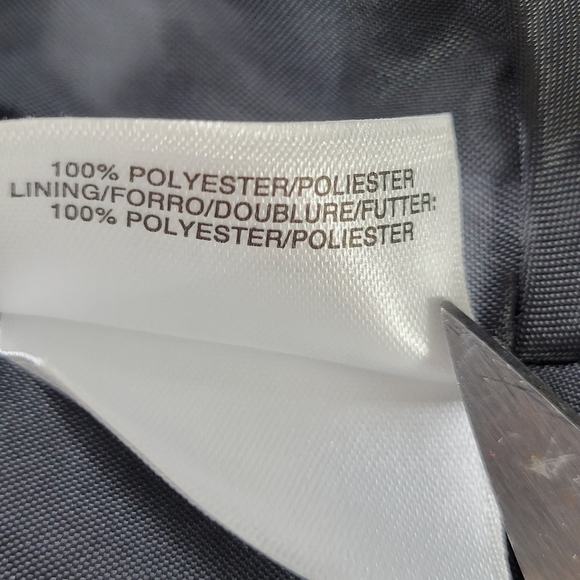 100% POLYESTER/POLIESTER
LINING/FORRO/DOUBLURE/FUTTER:
100% POLYESTER/POLIESTER